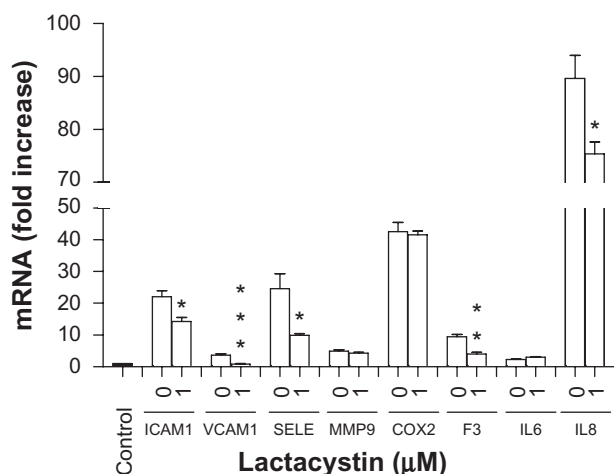 mRNA (fold increase)
100
90
80
70
50
40
30
20
10
0
*
* * *
*
* *
*
Control
0 1 0 1 0 1 0 1 0 1 0 1 0 1 0 1
ICAM1 VCAM1 SELE MMP9 COX2 F3 IL6 IL8
Lactacystin (μM)